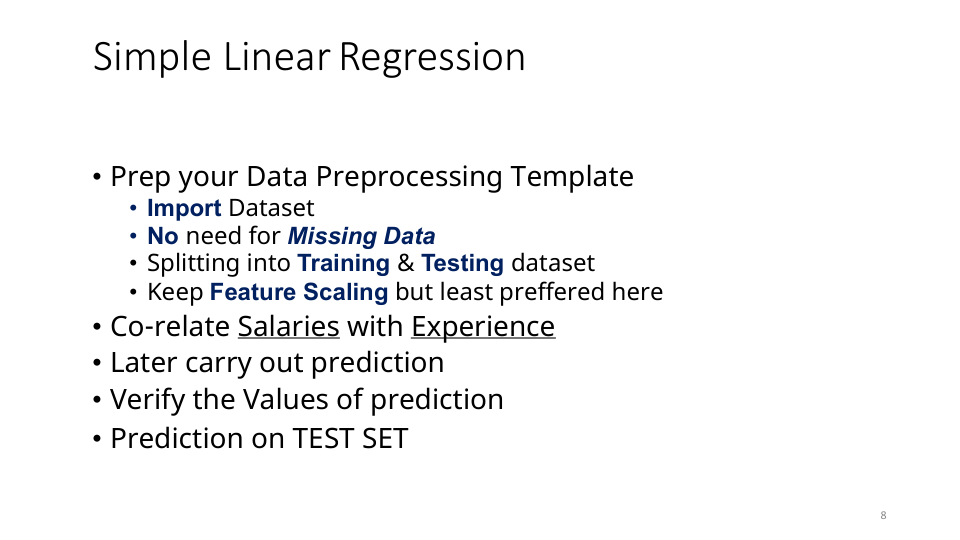 Simple Linear Regression
• Prep your Data Preprocessing Template
• Import Dataset
• No need for Missing Data
• Splitting into Training & Testing dataset
• Keep Feature Scaling but least preffered here
• Co-relate Salaries with Experience
• Later carry out prediction
• Verify the Values of prediction
• Prediction on TEST SET
8